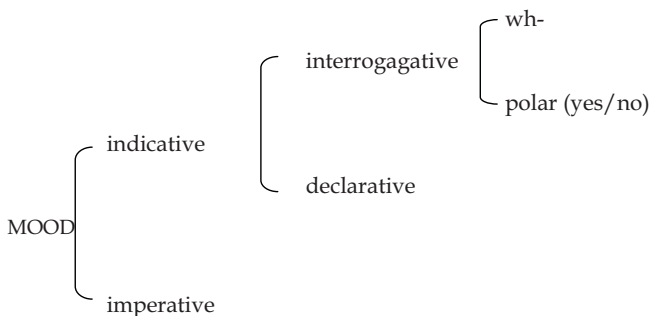 wh-
interrogagative
polar (yes/no)
indicative
declarative
MOOD
imperative